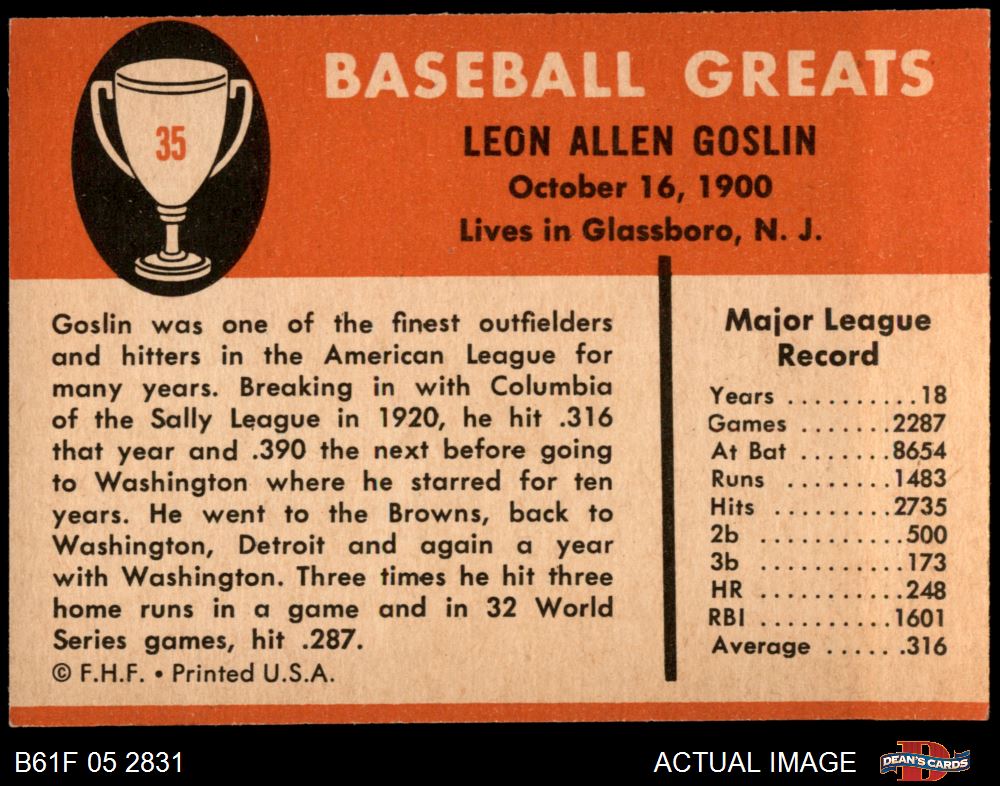 35
BASEBALL GREATS
LEON ALLEN GOSLIN
October 16, 1900
Lives in Glassboro, N. J.
Goslin was one of the finest outfielders
and hitters in the American League for
many years. Breaking in with Columbia
of the Sally League in 1920, he hit .316
that year and .390 the next before going
to Washington where he starred for ten
years. He went to the Browns, back to
Washington, Detroit and again a year
with Washington. Three times he hit three
home runs in a game and in 32 World
Series games, hit .287.
© F.H.F. • Printed U.S.A.
Major League
Record
Years ..........18
Games .......2287
At Bat .......8654
Runs ........1483
Hits .........2735
2b ..........500
3b ..........173
HR ..........248
RBI ..........1601
Average ......316
B61F 05 2831
ACTUAL IMAGE
D
DEAN'S CARDS